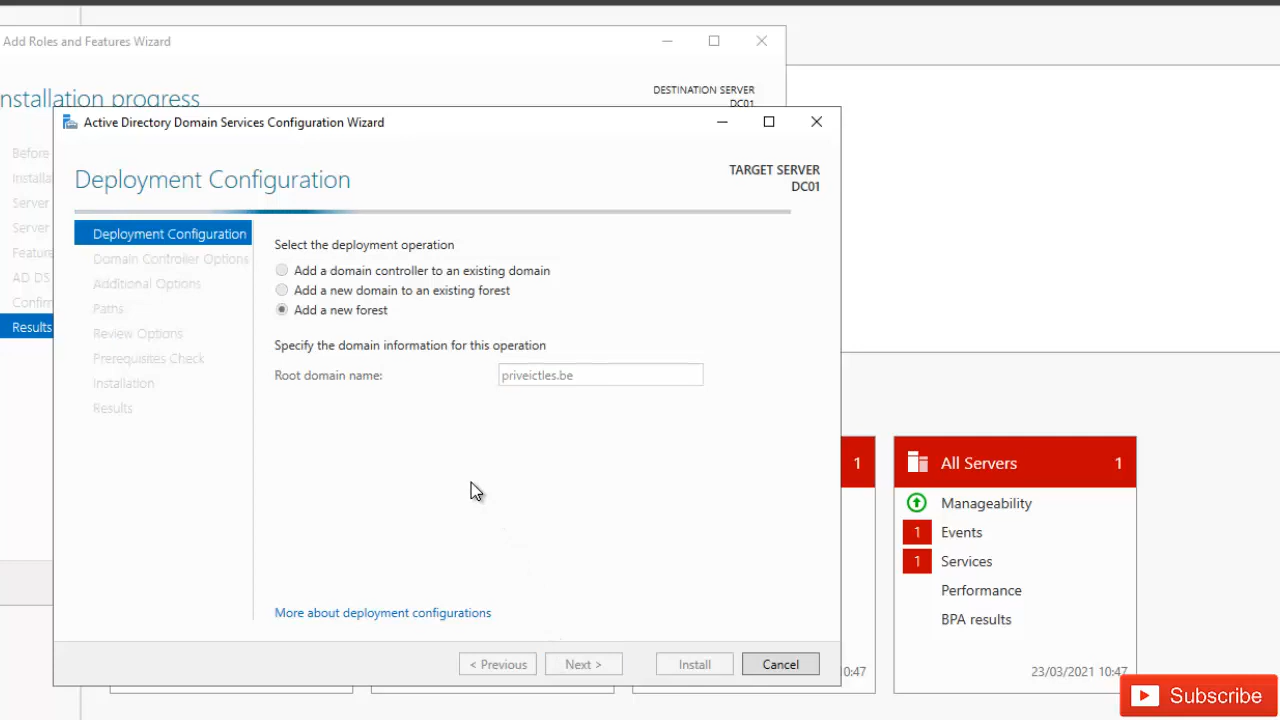 Add Roles and Features Wizard
DESTINATION SERVER
DC01
nstallation progress
Before
Installa
Server
Server
Feature
AD DS
Confirm
Results
Active Directory Domain Services Configuration Wizard
Deployment Configuration
TARGET SERVER
DC01
Deployment Configuration
Domain Controller Options
Additional Options
Paths
Review Options
Prerequisites Check
Installation
Results
Select the deployment operation
Add a domain controller to an existing domain
Add a new domain to an existing forest
Add a new forest
Specify the domain information for this operation
Root domain name: priveictles.be
More about deployment configurations
< Previous Next > Install Cancel
1
0:47
All Servers 1
Manageability
1 Events
1 Services
Performance
BPA results
23/03/2021 10:47
Subscribe